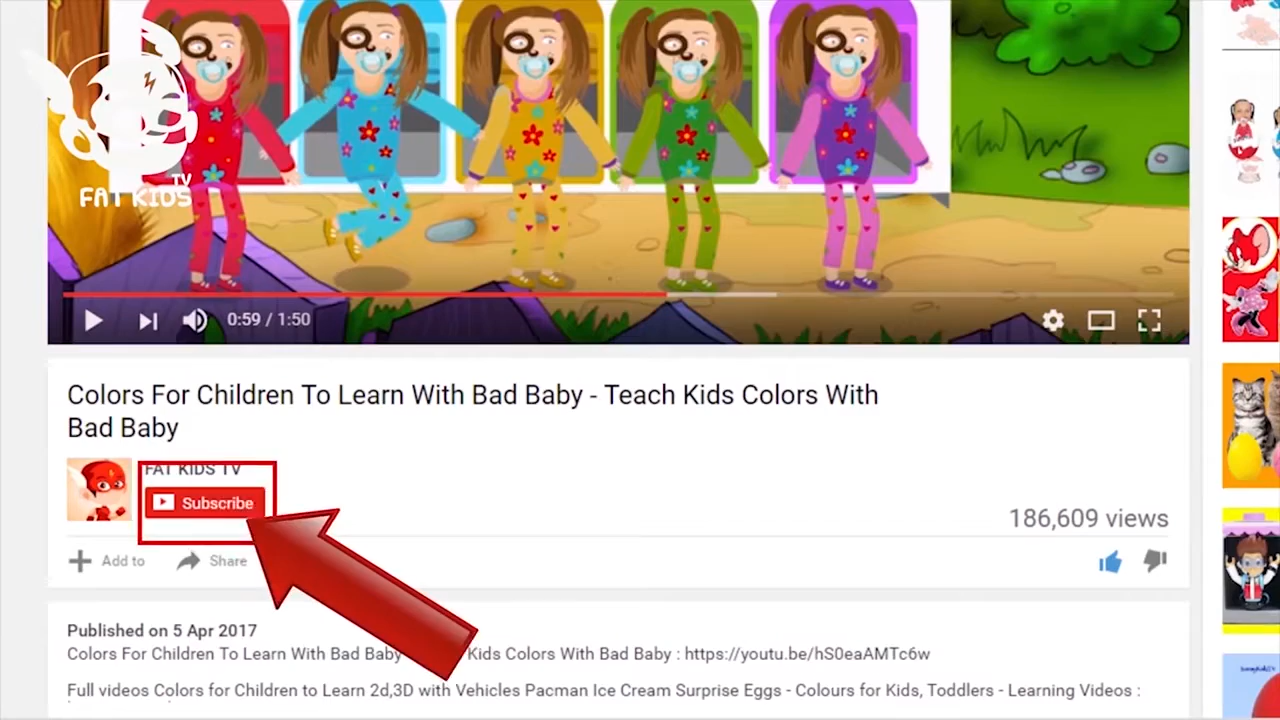 TV
FAT KIDS
0:59 / 1:50
Colors For Children To Learn With Bad Baby - Teach Kids Colors With
Bad Baby
FAT KIDS TV
Subscribe
186,609 views
Add to
Share
Published on 5 Apr 2017
Colors For Children To Learn With Bad Baby Kids Colors With Bad Baby : https://youtu.be/hS0eaAMTc6w
Full videos Colors for Children to Learn 2d,3D with Vehicles Pacman Ice Cream Surprise Eggs - Colours for Kids, Toddlers - Learning Videos :